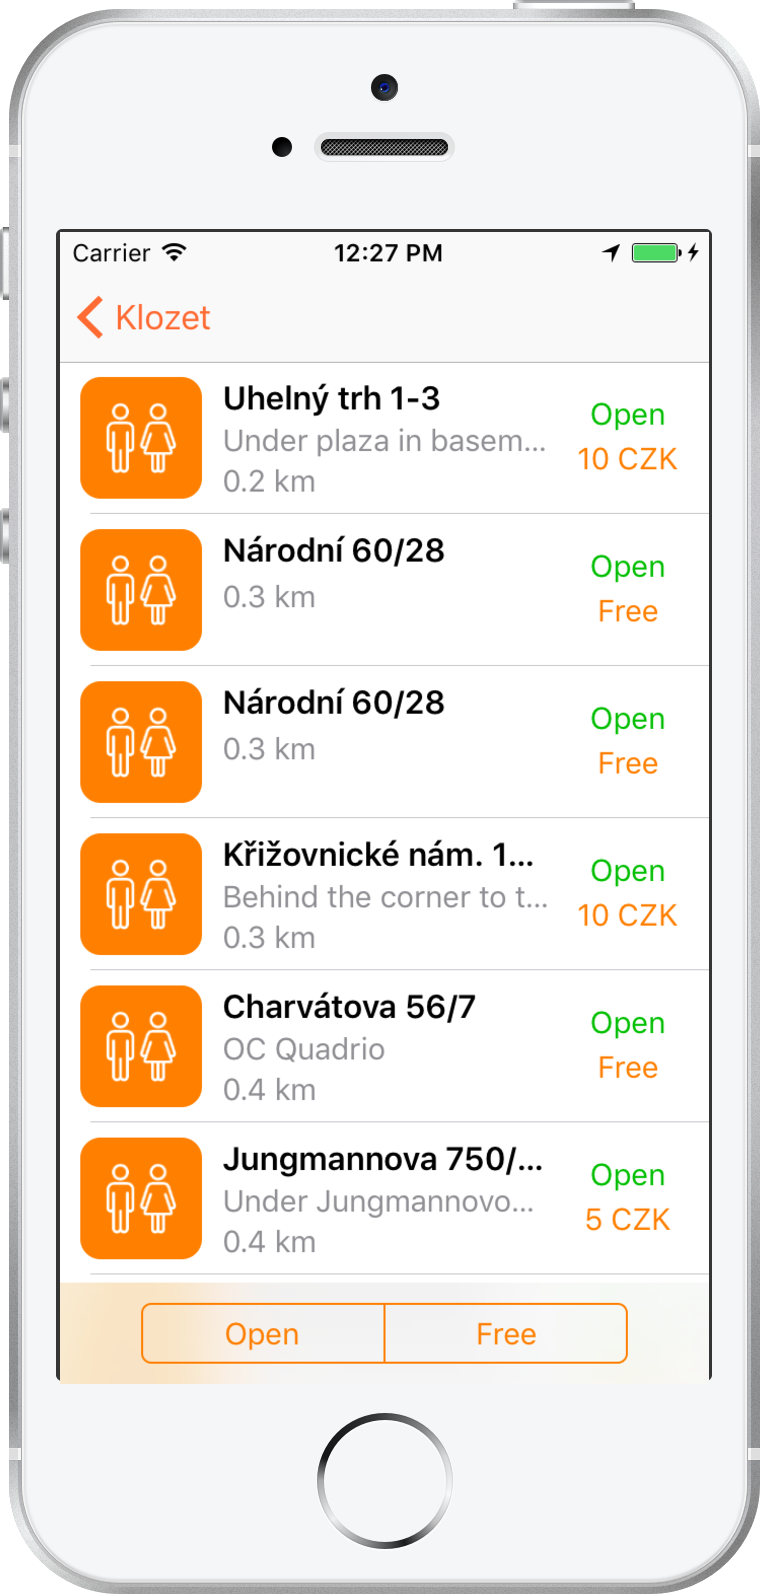 Carrier 12:27 PM
Klozet
Uhelný trh 1-3
Under plaza in basem...
0.2 km
Open
10 CZK
Národní 60/28
0.3 km
Open
Free
Národní 60/28
0.3 km
Open
Free
Křižovnické nám. 1...
Behind the corner to t...
0.3 km
Open
10 CZK
Charvátova 56/7
OC Quadrio
0.4 km
Open
Free
Jungmannova 750/...
Under Jungmannovo...
0.4 km
Open
5 CZK
Open Free